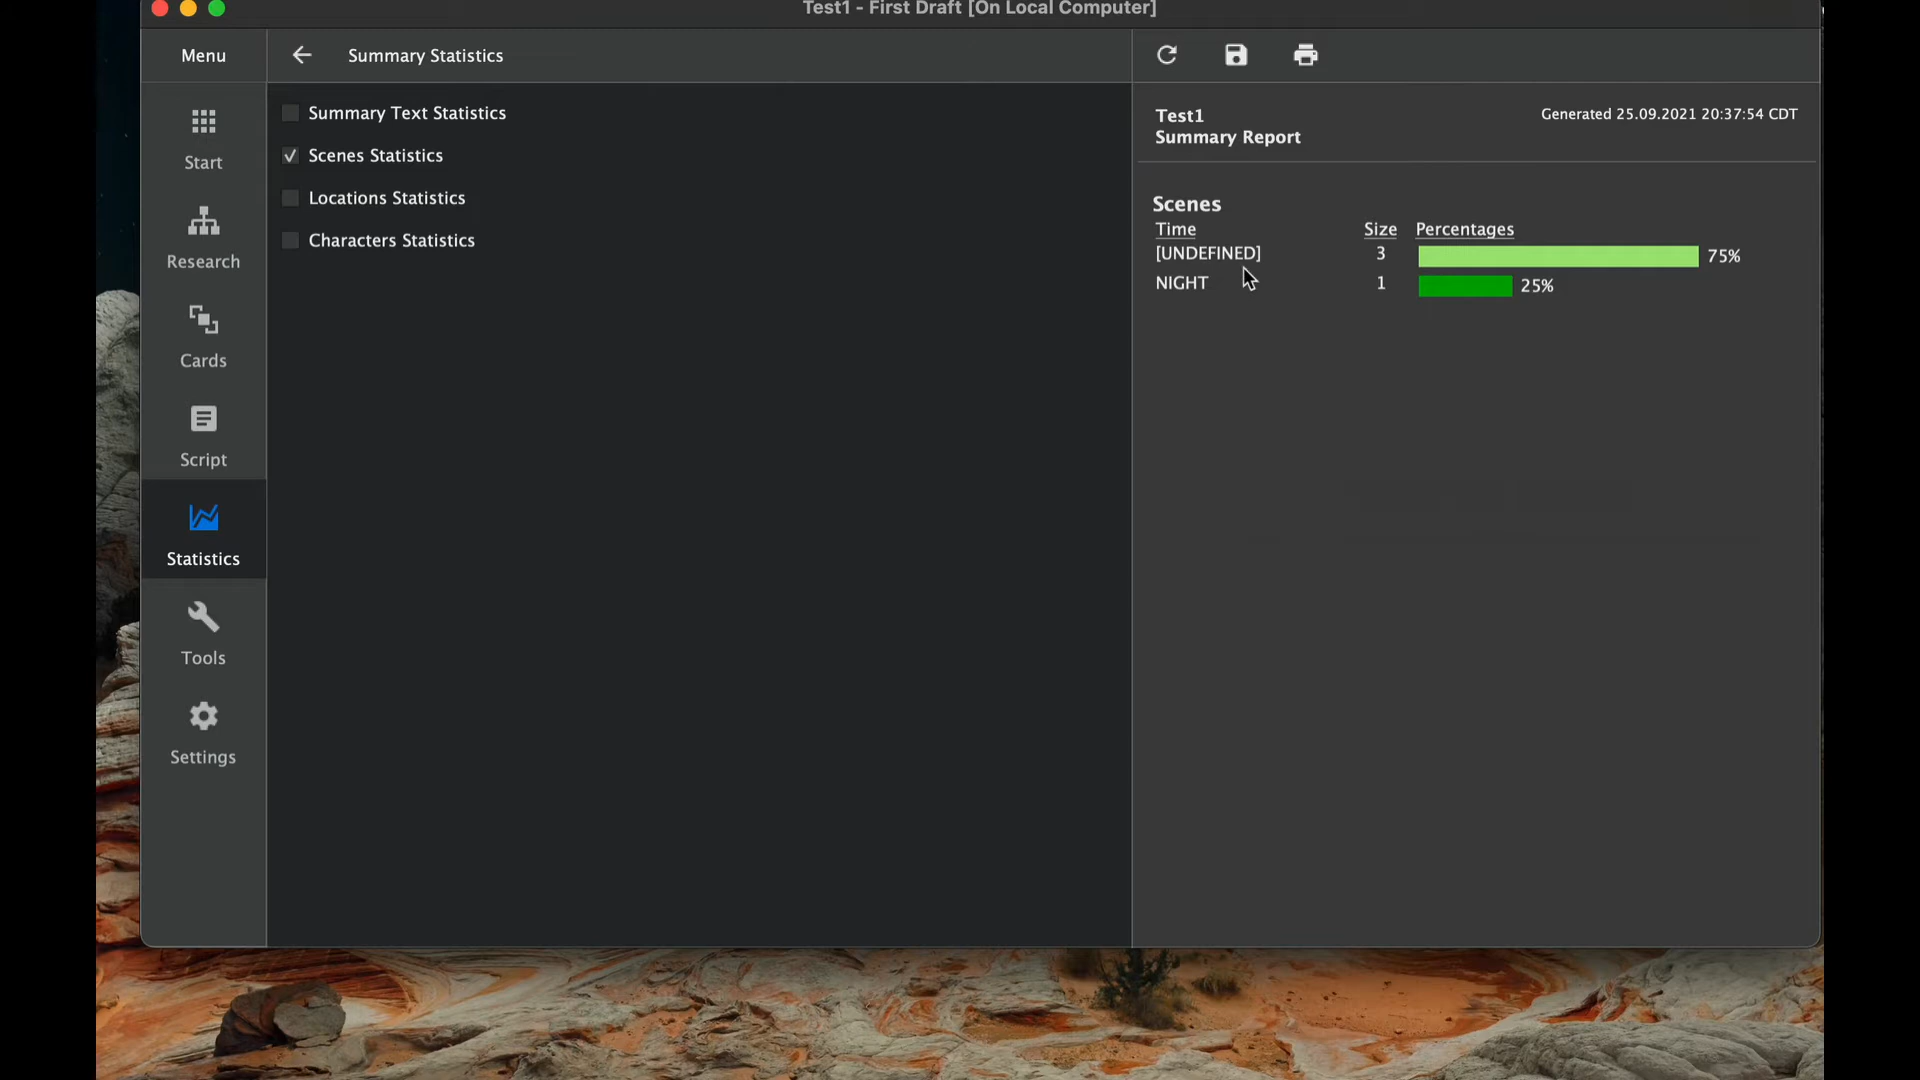 Test1 - First Draft [On Local Computer]
Menu
Summary Statistics
Start
Research
Cards
Script
Statistics
Tools
Settings
Summary Text Statistics
Scenes Statistics
Locations Statistics
Characters Statistics
Test1
Generated 25.09.2021 20:37:54 CDT
Summary Report
Scenes
Time Size Percentages
[UNDEFINED] 3 75%
NIGHT 1 25%